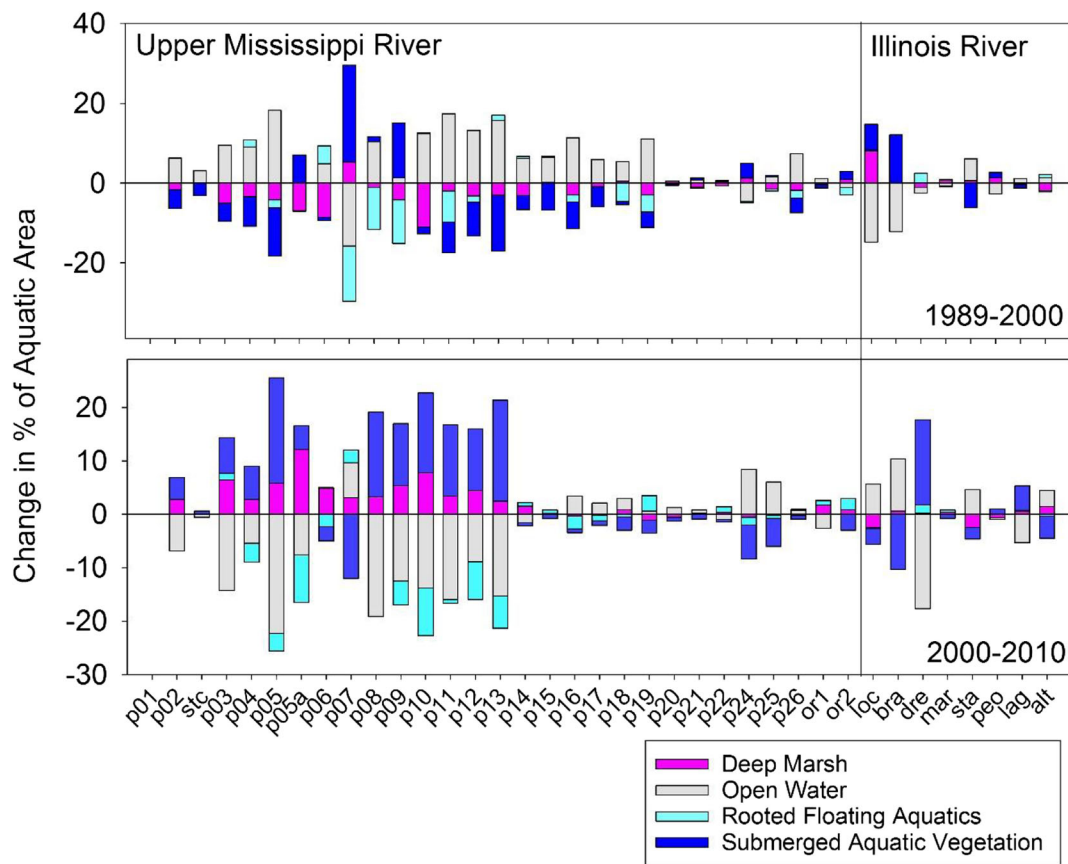 Change in % of Aquatic Area
Upper Mississippi River
Illinois River
40
20
0
-20
1989-2000
20
10
0
-10
-20
-30
2000-2010
p01 p02 stc p03 p04 p05 p05a p06 p07 p08 p09 p10 p11 p12 p13 p14 p15 p16 p17 p18 p19 p20 p21 p22 p24 p25 p26 or1 or2 loc bra dre mar sta peo lag alt
Deep Marsh
Open Water
Rooted Floating Aquatics
Submerged Aquatic Vegetation